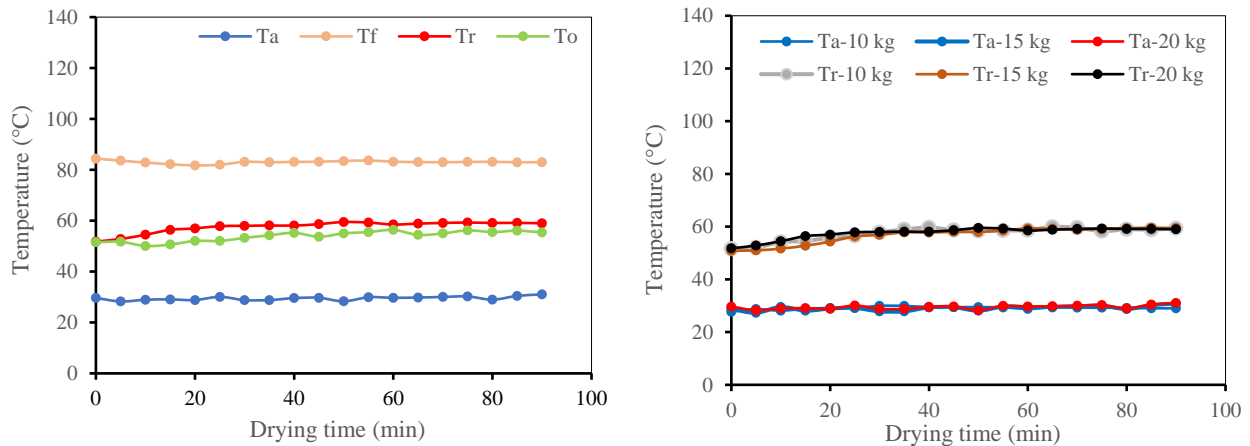 Ta Tf Tr To
Temperature (°C)
140
120
100
80
60
40
20
0
0 20 40 60 80 100
Drying time (min)
Ta-10 kg Ta-15 kg Ta-20 kg
Tr-10 kg Tr-15 kg Tr-20 kg
Temperature (°C)
140
120
100
80
60
40
20
0
0 20 40 60 80 100
Drying time (min)